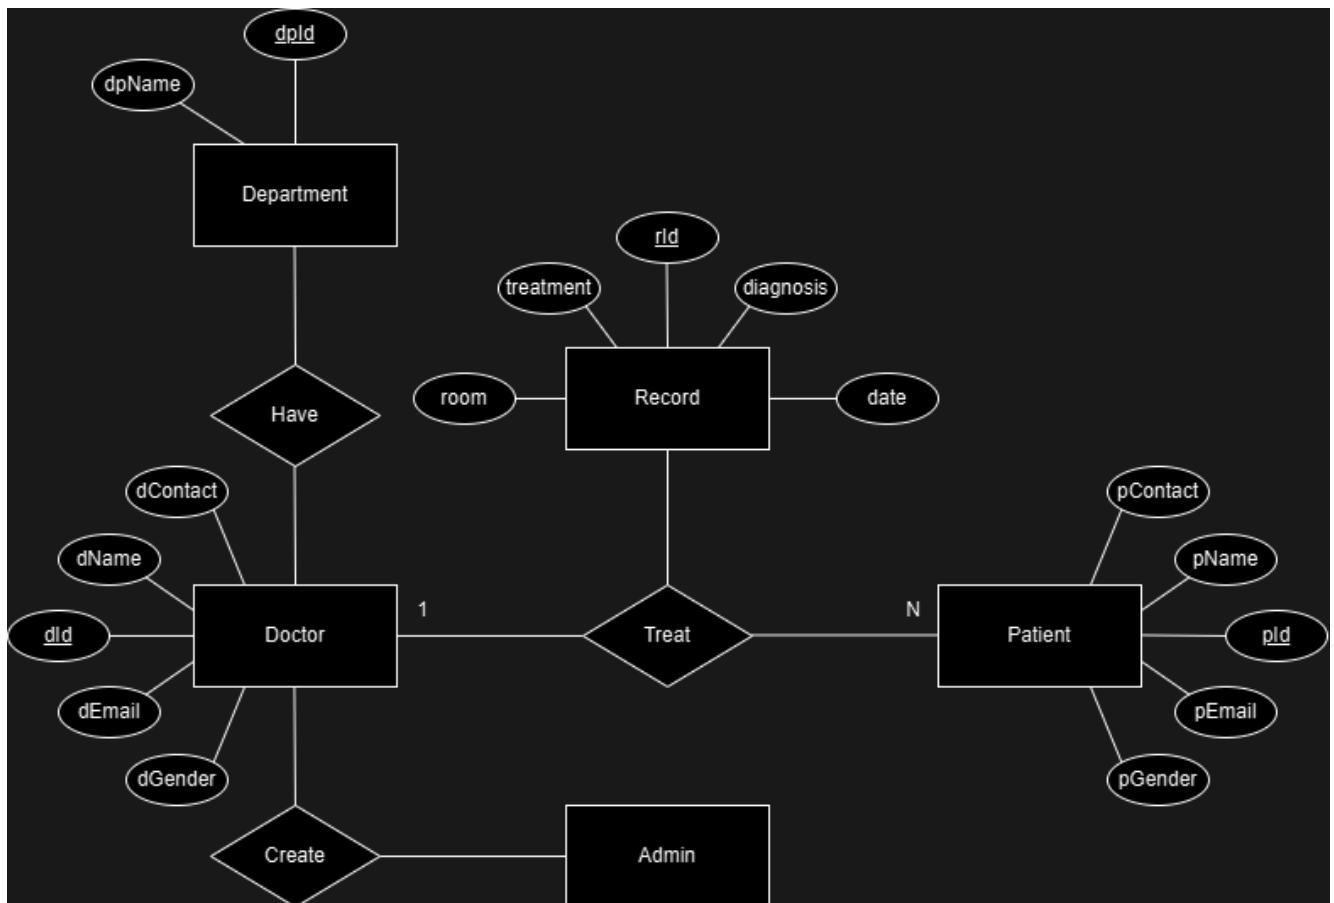 dpId
dpName
Department
rId
treatment
diagnosis
room
Record
date
Have
dContact
pContact
dName
pName
1
N
dId
Doctor
Treat
Patient
pId
dEmail
pEmail
dGender
pGender
Create
Admin